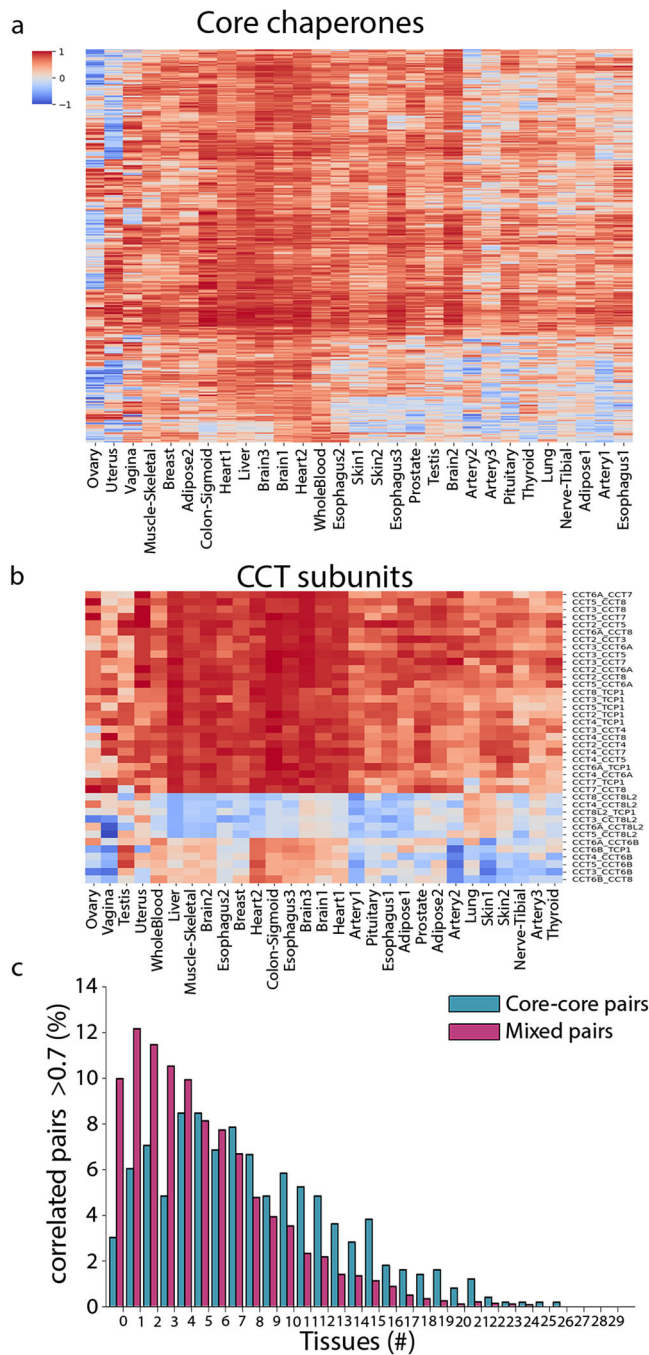 a
Core chaperones
1
0
−1
Ovary
Uterus
Vagina
Muscle-Skeletal
Breast
Adipose2
Colon-Sigmoid
Heart1
Liver
Brain3
Brain1
Heart2
WholeBlood
Esophagus2
Skin1
Skin2
Esophagus3
Prostate
Testis
Brain2
Artery2
Artery3
Pituitary
Thyroid
Lung
Nerve-Tibial
Adipose1
Artery1
Esophagus1
b
CCT subunits
CCT6A_CCT7
CCT5_CCT8
CCT3_CCT8
CCT5_CCT7
CCT2_CCT5
CCT6A_CCT8
CCT2_CCT3
CCT3_CCT6A
CCT3_CCT5
CCT3_CCT7
CCT2_CCT6A
CCT2_CCT8
CCT5_CCT6A
CCT8_TCP1
CCT3_TCP1
CCT5_TCP1
CCT2_TCP1
CCT4_TCP1
CCT3_CCT4
CCT4_CCT8
CCT2_CCT4
CCT4_CCT7
CCT4_CCT5
CCT6A_TCP1
CCT4_CCT6A
CCT7_TCP1
CCT7_CCT8
CCT8_CCT8L2
CCT4_CCT8L2
CCT8L2_TCP1
CCT3_CCT8L2
CCT6A_CCT8L2
CCT5_CCT8L2
CCT6A_CCT6B
CCT6B_TCP1
CCT4_CCT6B
CCT5_CCT6B
CCT3_CCT6B
CCT6B_CCT8
Ovary
Vagina
Testis
Uterus
WholeBlood
Liver
Muscle-Skeletal
Brain2
Esophagus2
Breast
Heart2
Colon-Sigmoid
Esophagus3
Brain3
Brain1
Heart1
Artery1
Pituitary
Esophagus1
Adipose1
Prostate
Adipose2
Artery2
Lung
Skin1
Skin2
Nerve-Tibial
Artery3
Thyroid
c
correlated pairs >0.7 (%)
14
12
10
8
6
4
2
0
Core-core pairs
Mixed pairs
0 1 2 3 4 5 6 7 8 9 10 11 12 13 14 15 16 17 18 19 20 21 22 23 24 25 26 27 28 29
Tissues (#)